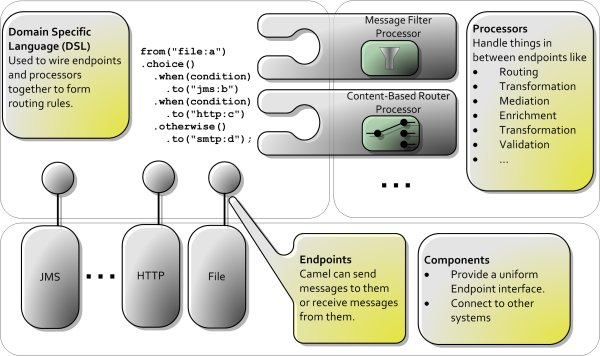 Domain Specific
Language (DSL)
Used to wire endpoints
and processors
together to form
routing rules.
from("file:a")
.choice()
.when(condition)
.to("jms:b")
.when(condition)
.to("http:c")
.otherwise()
.to("smtp:d");
Message Filter
Processor
Content-Based Router
Processor
...
Processors
Handle things in
between endpoints like
• Routing
• Transformation
• Mediation
• Enrichment
• Transformation
• Validation
• ...
JMS
...
HTTP
File
Endpoints
Camel can send
messages to them
or receive messages
from them.
Components
• Provide a uniform
Endpoint interface.
• Connect to other
systems